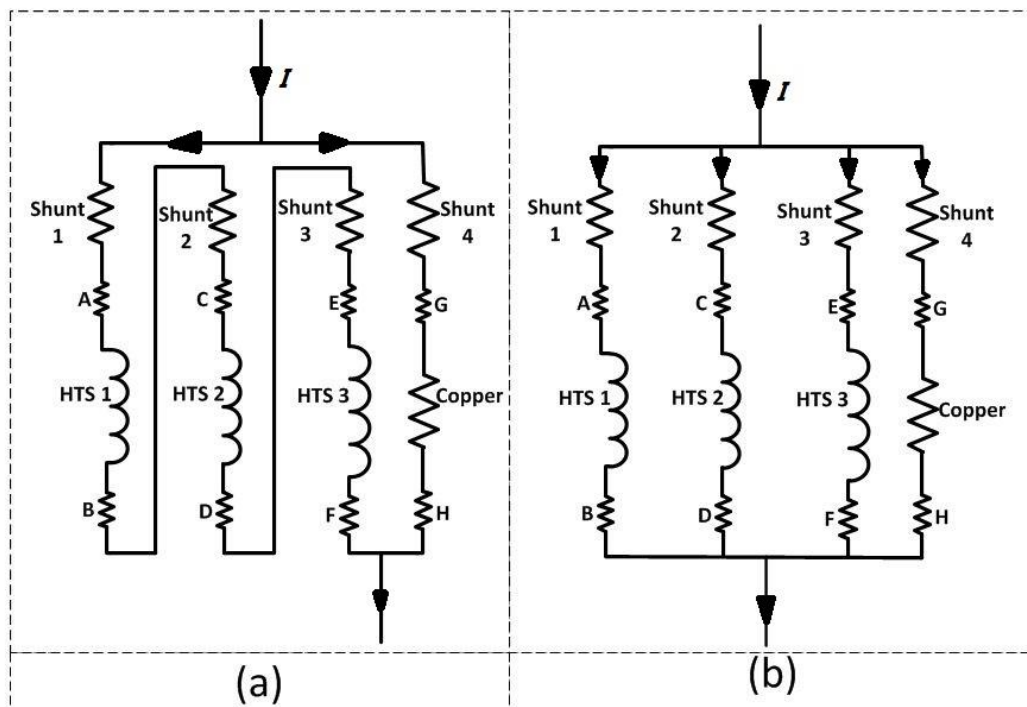 I
Shunt
1
Shunt
2
Shunt
3
Shunt
4
A
C
E
G
HTS 1
HTS 2
HTS 3
Copper
B
D
F
H
(a)
I
Shunt
1
Shunt
2
Shunt
3
Shunt
4
A
C
E
G
HTS 1
HTS 2
HTS 3
Copper
B
D
F
H
(b)